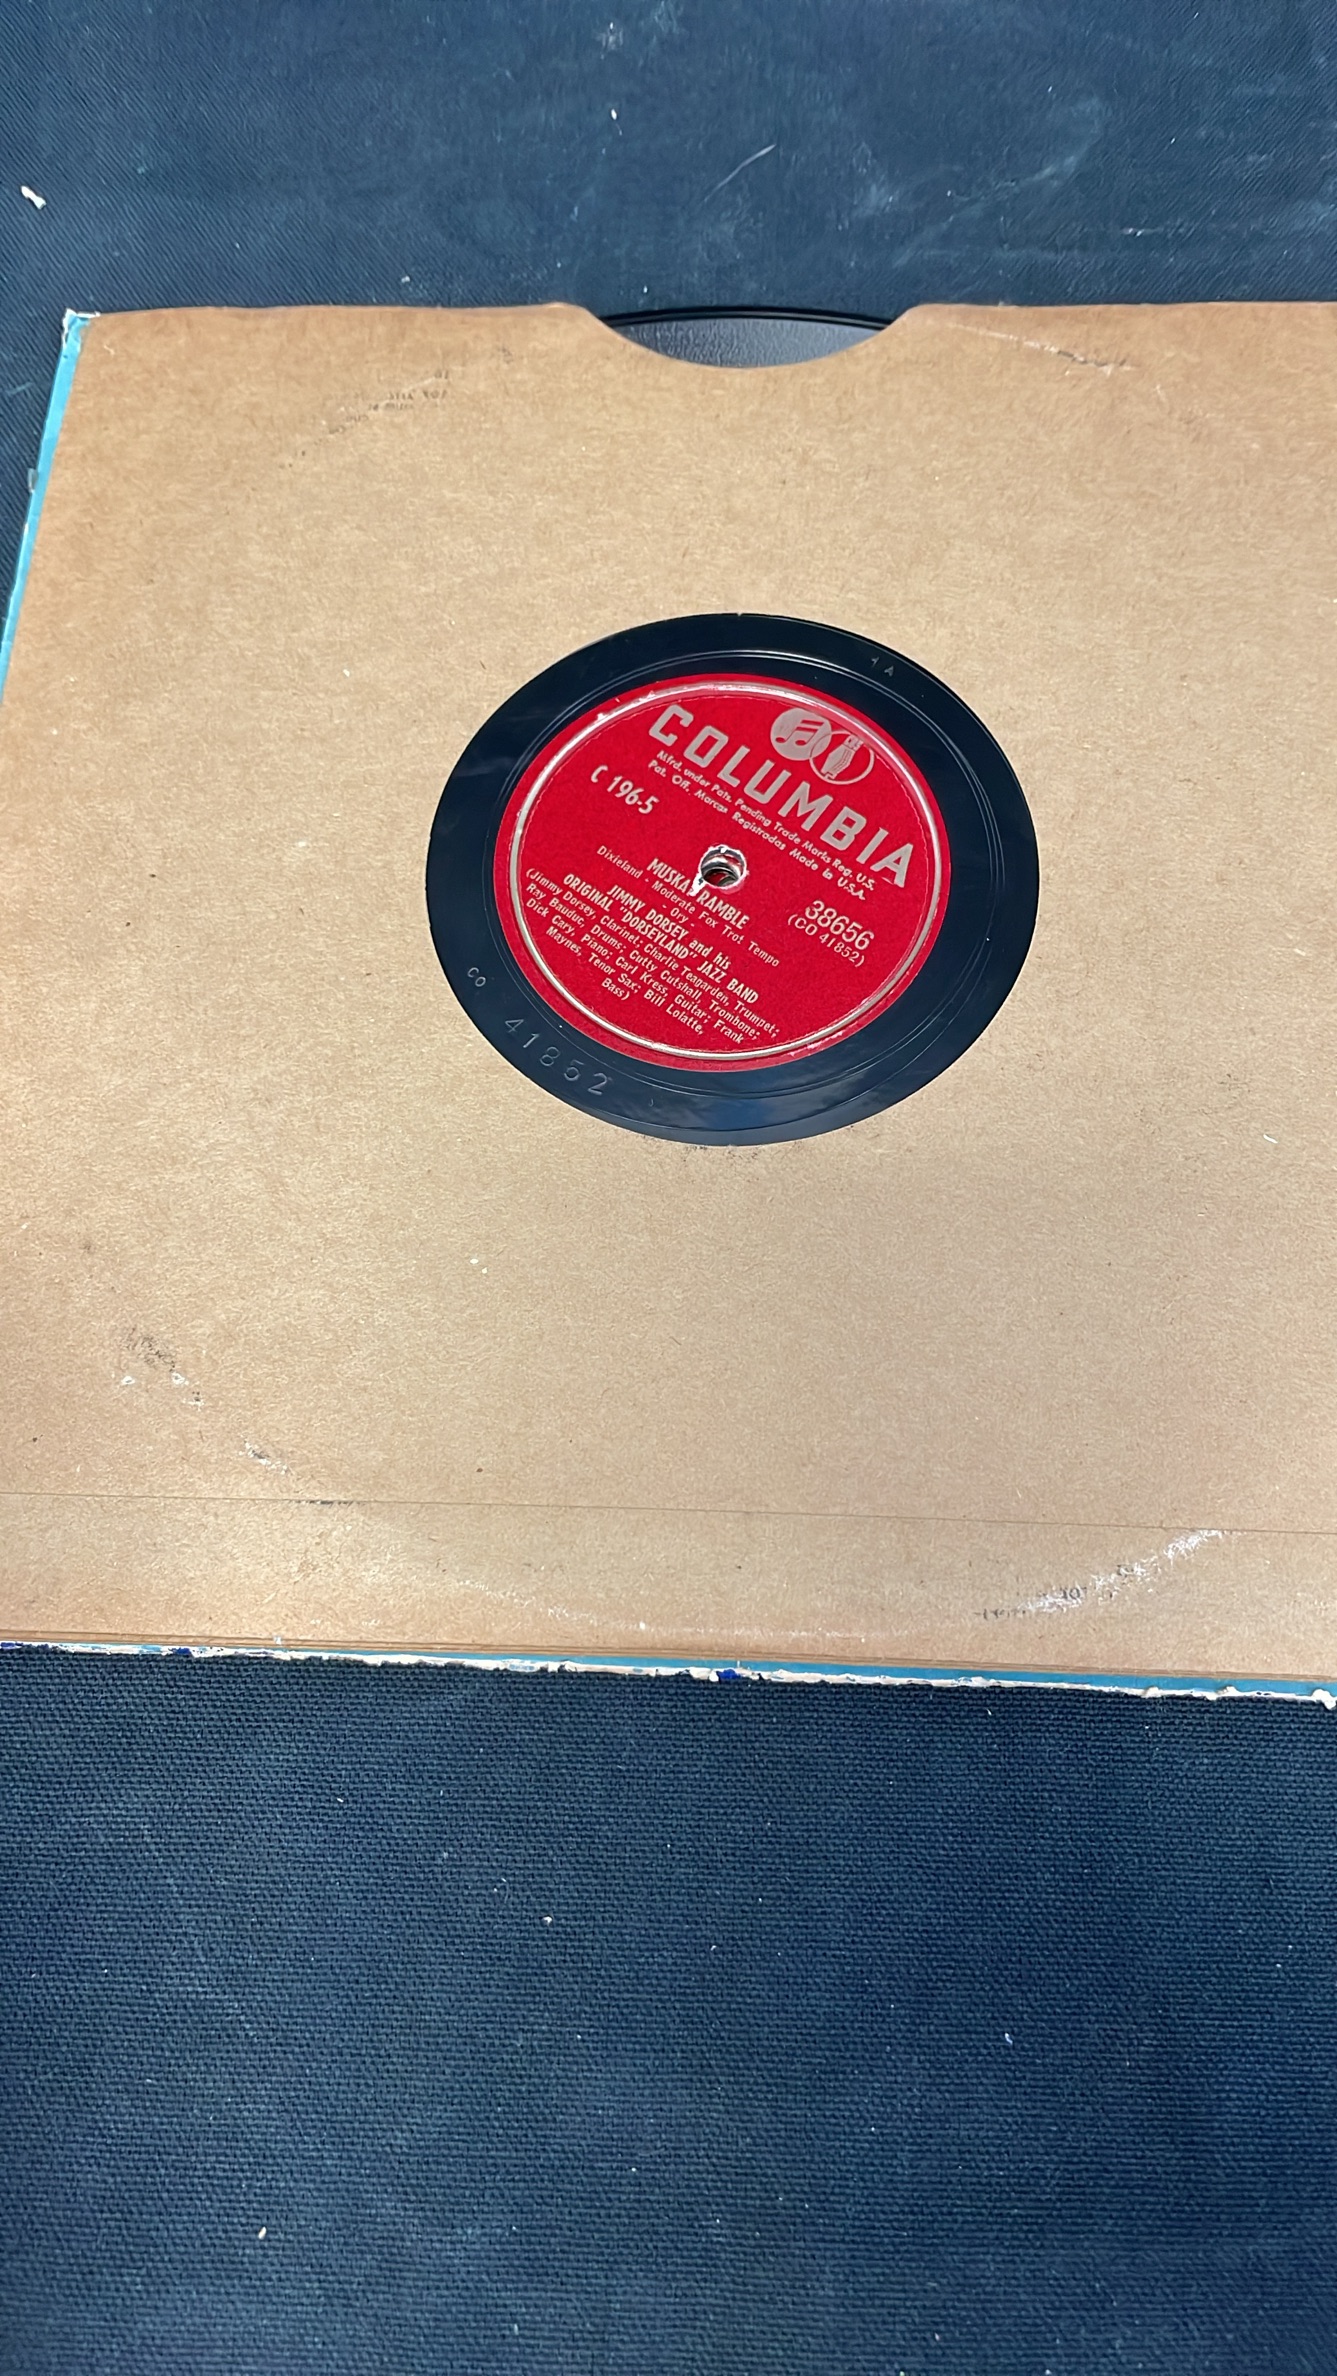 COLUMBIA
Mfrd. under Pats. Pending Trade Marks Reg. U.S.
Pat. Off. Marcas Registradas Made in U.S.A.
C 196-5
38656
(CO 41852)
RAMBLE
Dixieland - Moderate Fox Trot Tempo
- Ory -
JIMMY DORSEY and his
ORIGINAL "DORSEYLAND" JAZZ BAND
(Jimmy Dorsey, Clarinet; Charlie Teagarden, Trumpet;
Ray Bauduc, Drums; Cutty Cutshall, Trombone;
Dick Cary, Piano; Carl Kress, Guitar; Frank
Maynes, Tenor Sax; Bill Lolatte,
Bass)
CO 41852